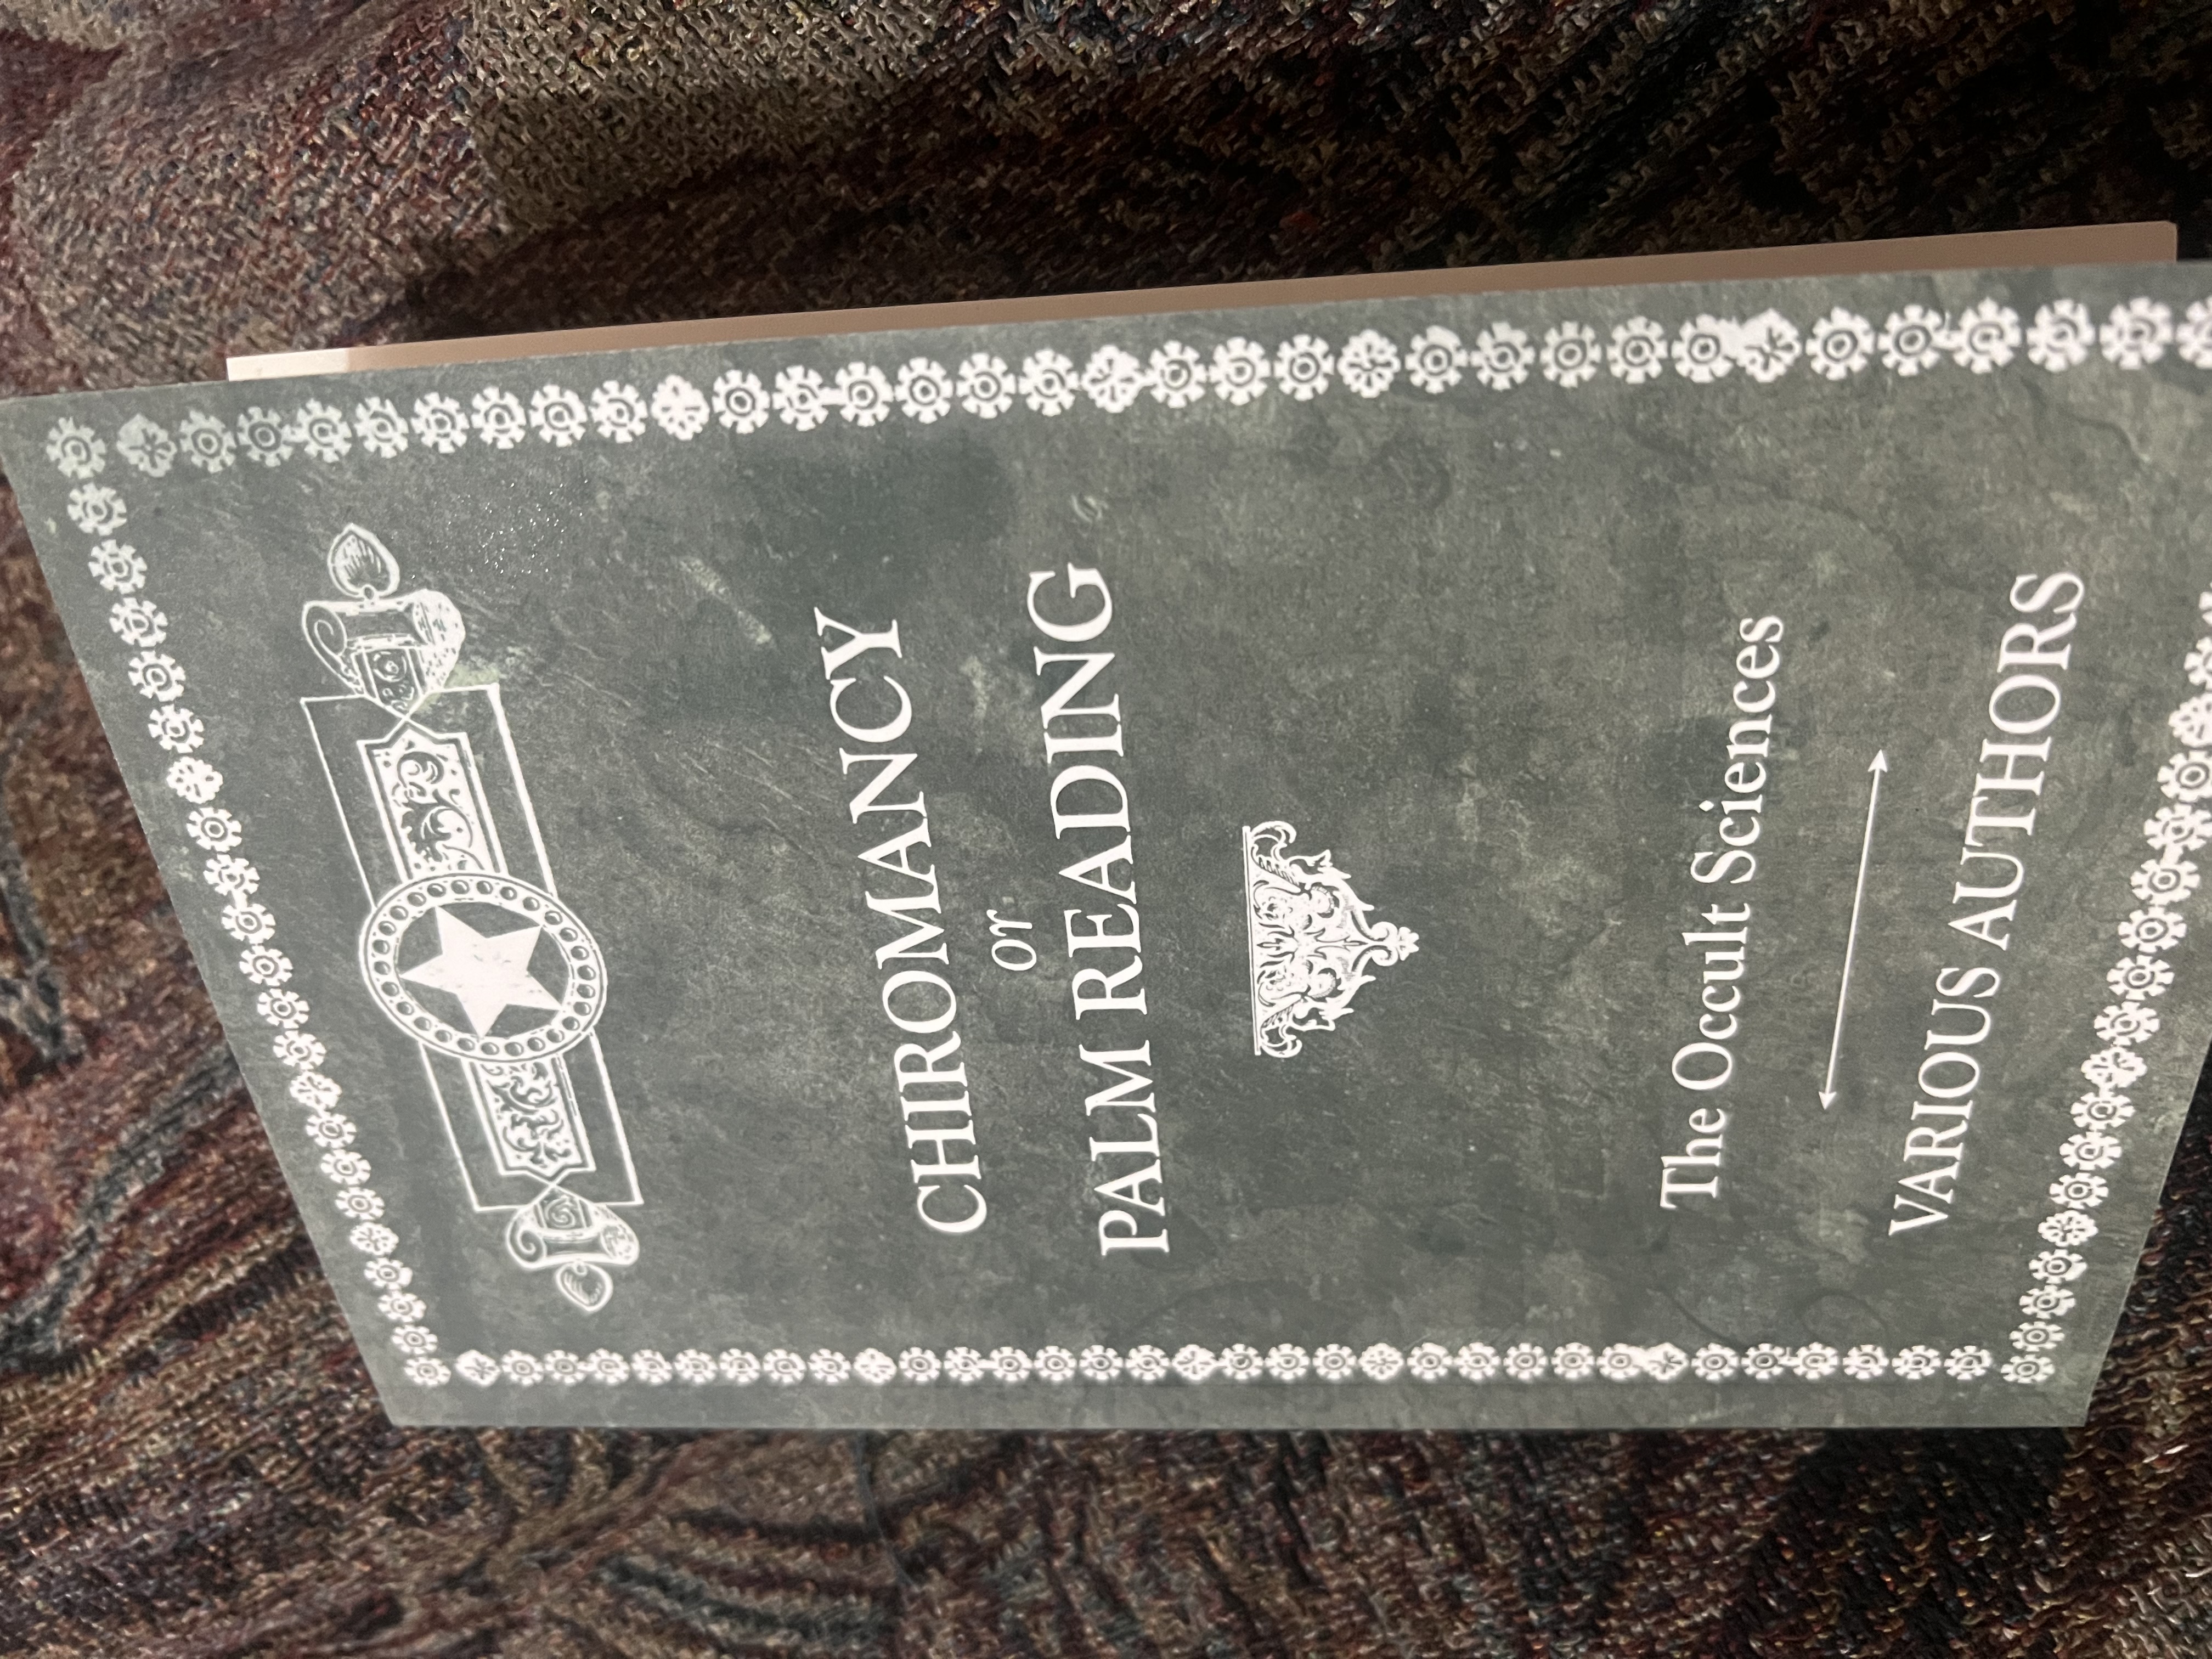 CHIROMANCY
or
PALM READING
The Occult Sciences
VARIOUS AUTHORS